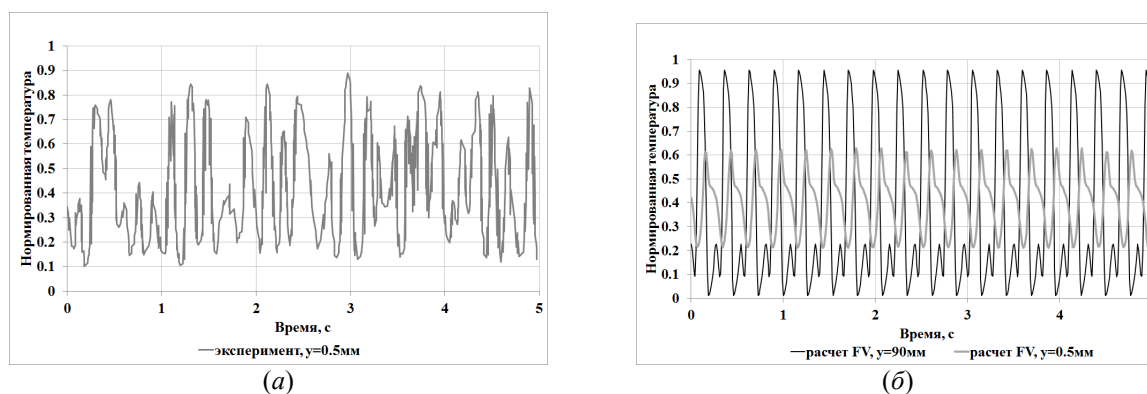 Нормированная температура
1
0.9
0.8
0.7
0.6
0.5
0.4
0.3
0.2
0.1
0
0 1 2 3 4 5
Время, с
эксперимент, y=0.5мм
(а)
Нормированная температура
1
0.9
0.8
0.7
0.6
0.5
0.4
0.3
0.2
0.1
0
0 1 2 3 4
Время, с
расчет FV, y=90мм расчет FV, y=0.5мм
(б)